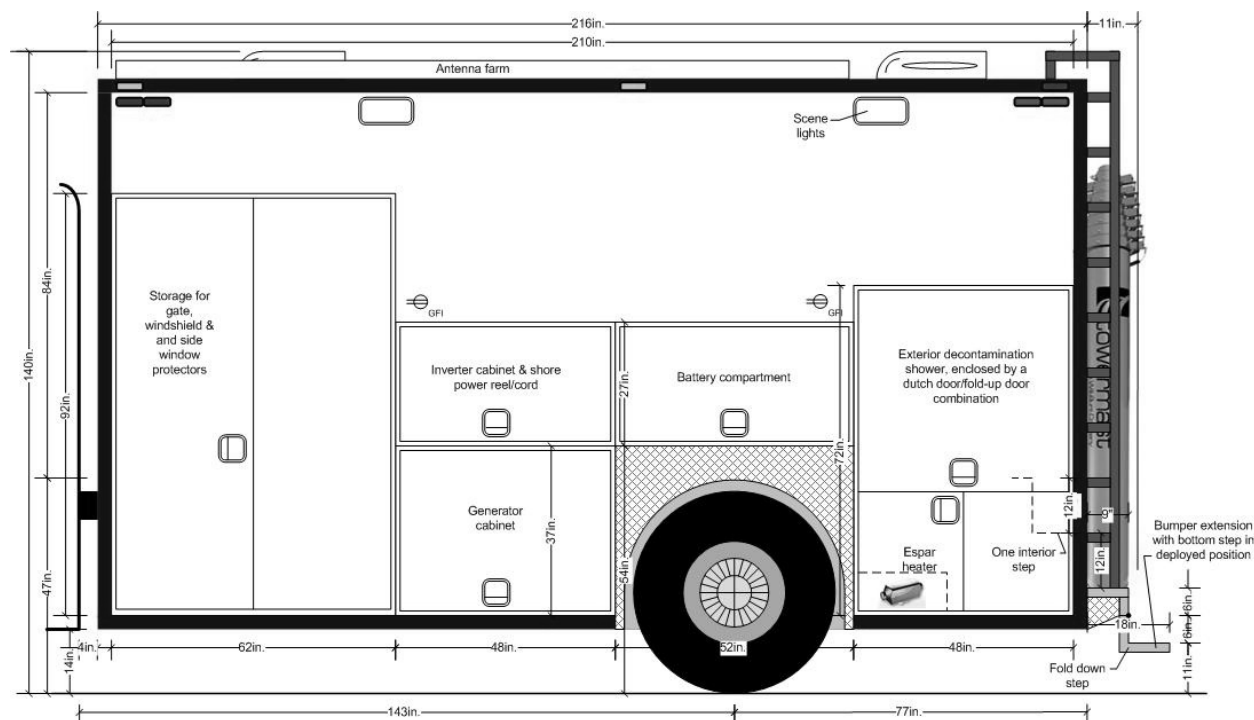 216in.
11in.
210in.
Antenna farm
Scene
lights
84in.
140in.
92in.
47in.
14in.
Storage for
gate,
windshield &
and side
window
protectors
GFI
GFI
Inverter cabinet & shore
power reel/cord
27in.
Battery compartment
72in.
Exterior decontamination
shower, enclosed by a
dutch door/fold-up door
combination
Generator
cabinet
37in.
54in.
Espar
heater
One interior
step
12in.
9"
12in.
Bumper extension
with bottom step in
deployed position
6in.
18in.
6in.
11in.
Fold down
step
4in.
62in.
48in.
52in.
48in.
143in.
77in.